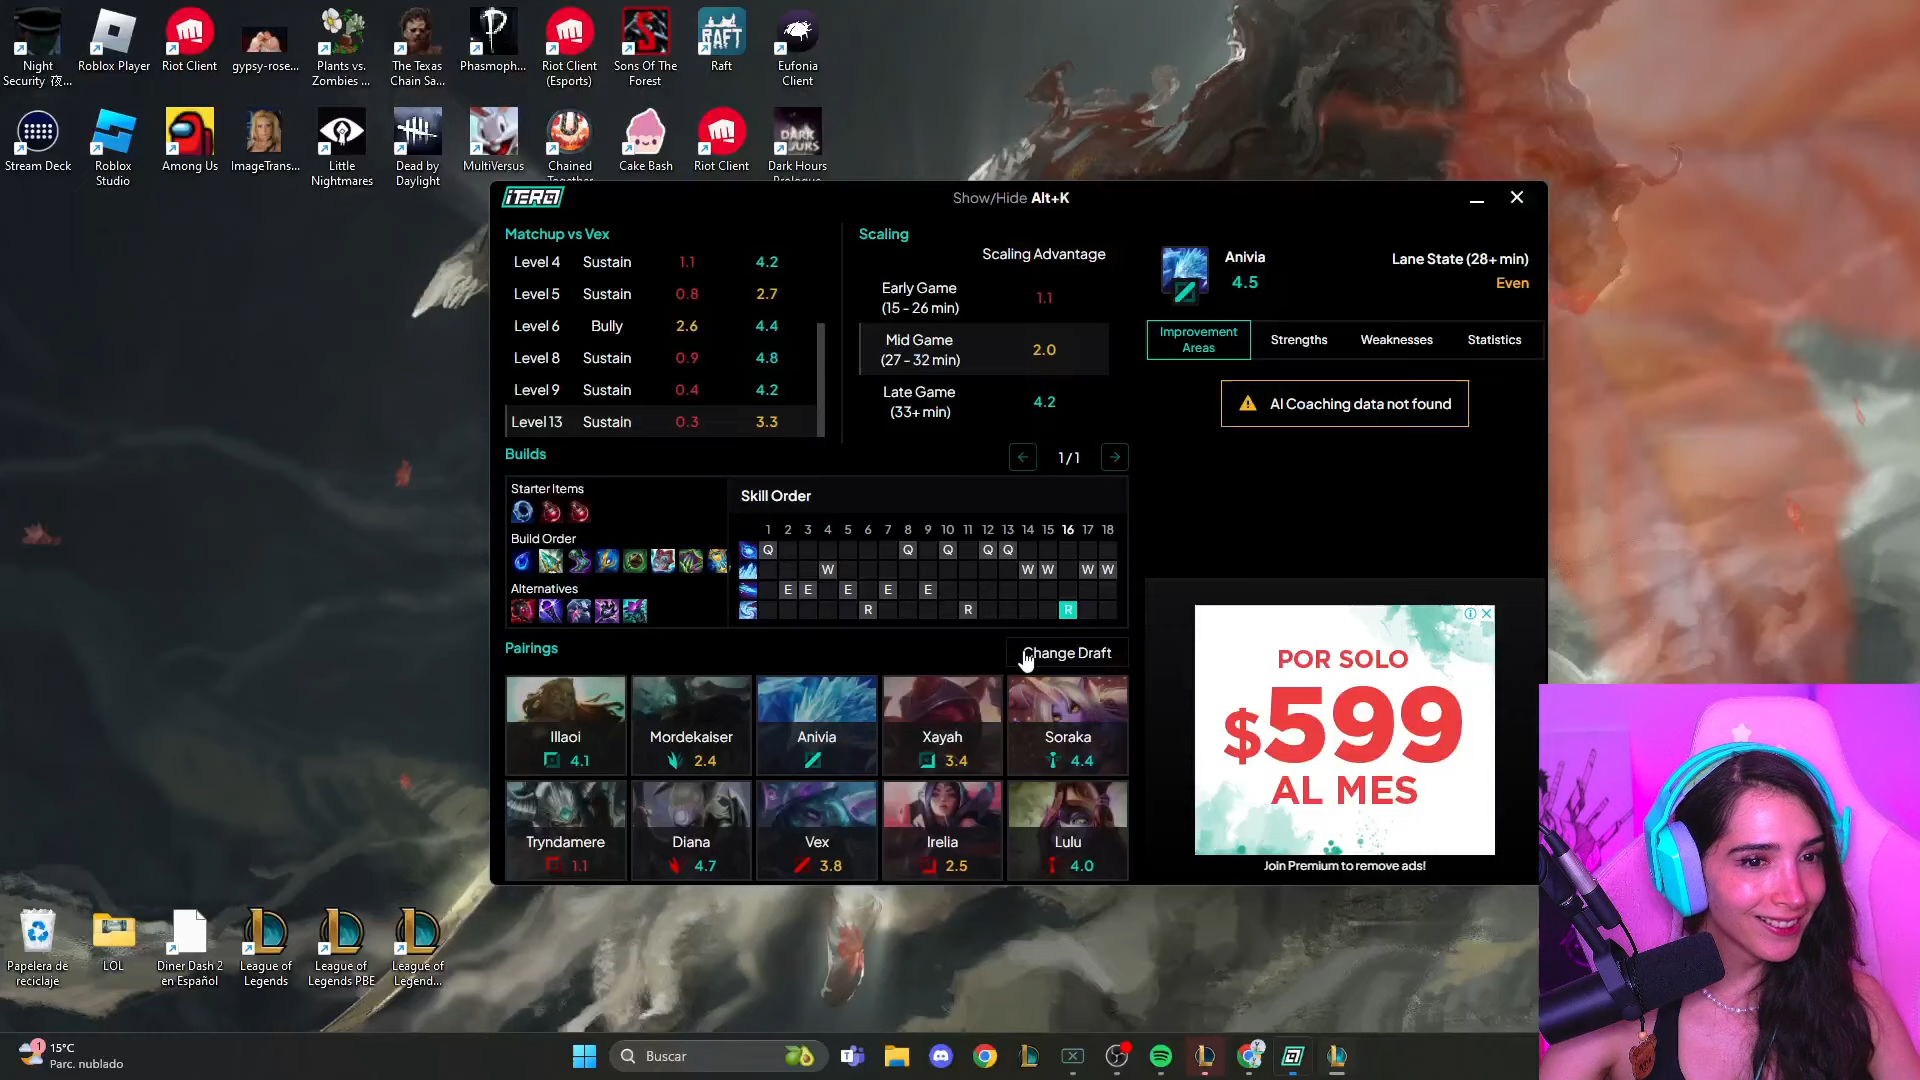 Night
Security 夜...
Roblox Player
Riot Client
gypsy-rose...
Plants vs.
Zombies ...
The Texas
Chain Sa...
Phasmoph...
Riot Client
(Esports)
Sons Of The
Forest
RAFT
Raft
Eufonia
Client
Stream Deck
Roblox
Studio
Among Us
ImageTrans...
Little
Nightmares
Dead by
Daylight
MultiVersus
Chained
Together
Cake Bash
Riot Client
DARK
Dark Hours
Prologue
iTERO
Show/Hide Alt+K
Matchup vs Vex
Level 4 Sustain 1.1 4.2
Level 5 Sustain 0.8 2.7
Level 6 Bully 2.6 4.4
Level 8 Sustain 0.9 4.8
Level 9 Sustain 0.4 4.2
Level 13 Sustain 0.3 3.3
Scaling
Scaling Advantage
Early Game
(15 - 26 min) 1.1
Mid Game
(27 - 32 min) 2.0
Late Game
(33+ min) 4.2
Anivia
4.5
Lane State (28+ min)
Even
Improvement
Areas
Strengths
Weaknesses
Statistics
AI Coaching data not found
Builds
1 / 1
Starter Items
Build Order
Alternatives
Skill Order
1 2 3 4 5 6 7 8 9 10 11 12 13 14 15 16 17 18
Q Q Q Q Q
W W W W W
E E E E E
R R R
Pairings
Change Draft
Illaoi
4.1
Mordekaiser
2.4
Anivia
Xayah
3.4
Soraka
4.4
Tryndamere
1.1
Diana
4.7
Vex
3.8
Irelia
2.5
Lulu
4.0
POR SOLO
$599
AL MES
Join Premium to remove ads!
Papelera de
reciclaje
LOL
Diner Dash 2
en Español
League of
Legends
League of
Legends PBE
League of
Legend...
1
15°C
Parc. nublado
Buscar